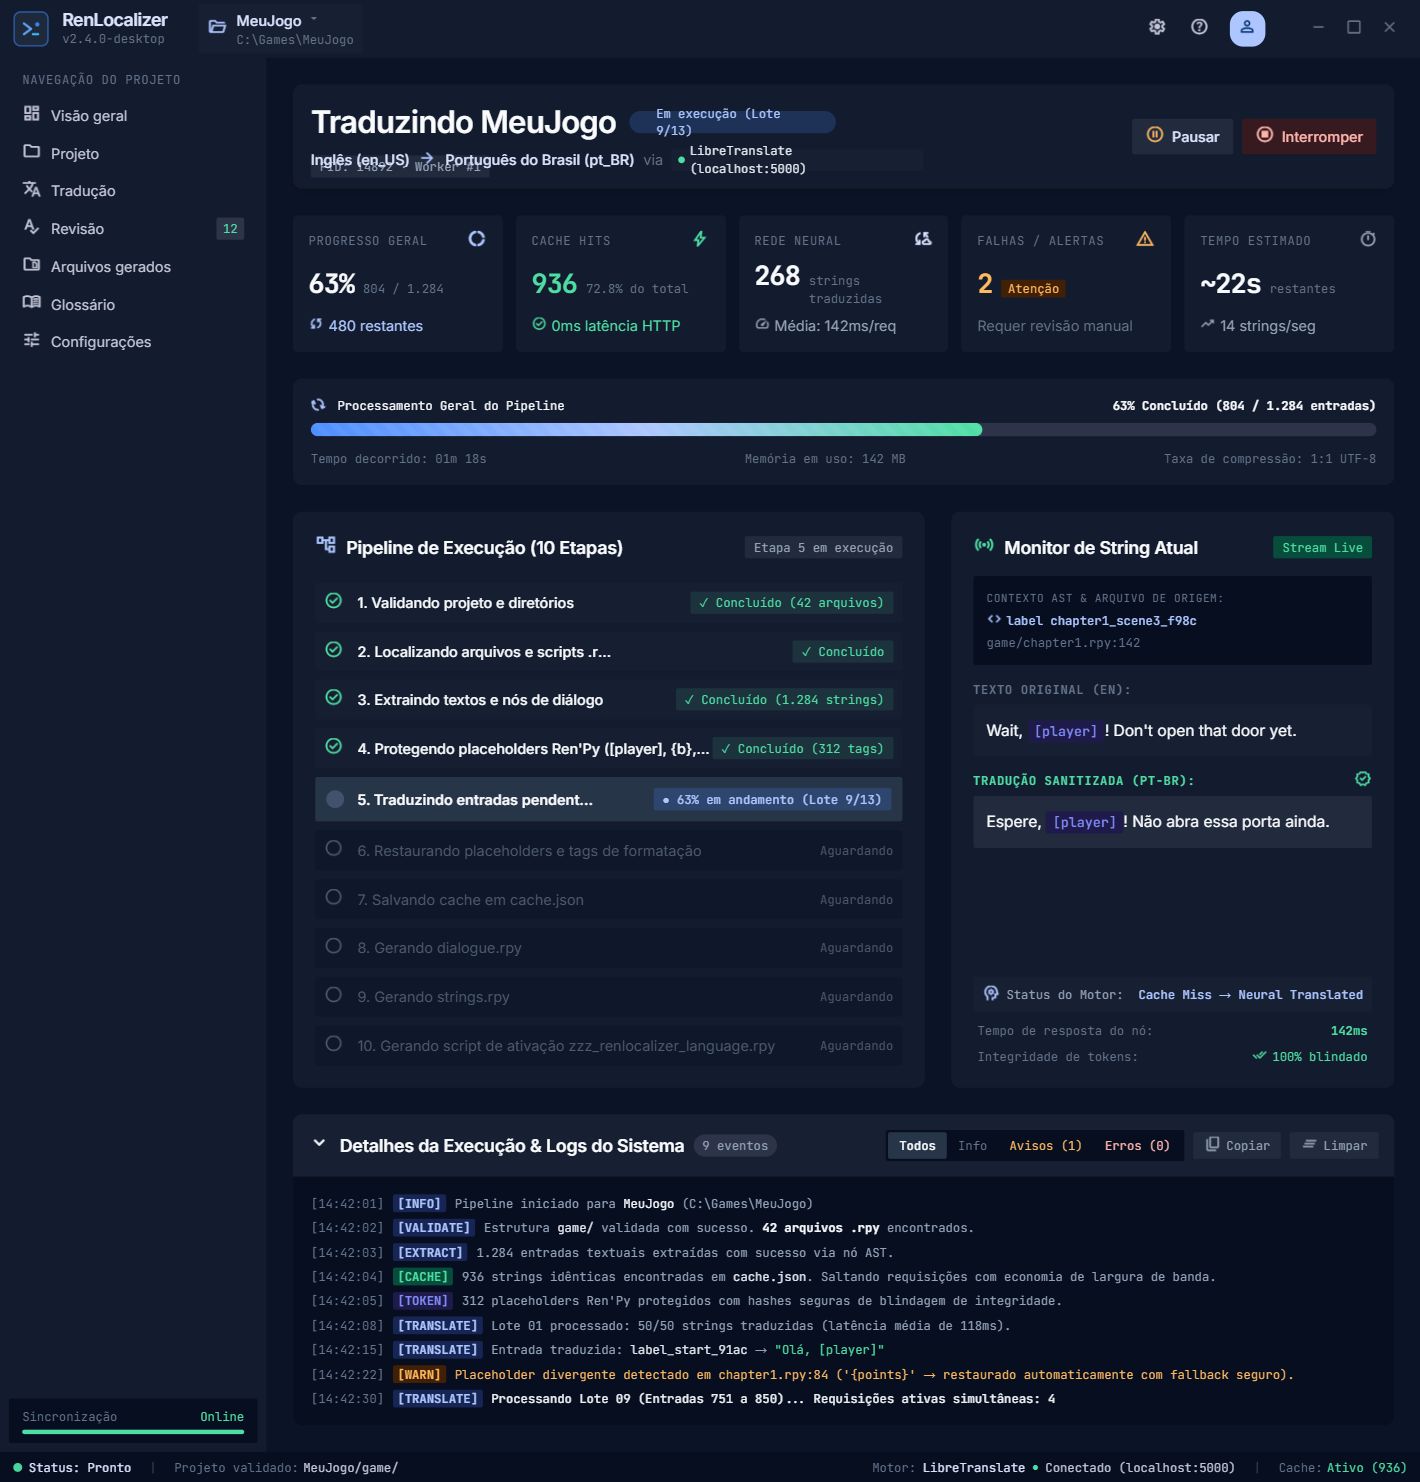 RenLocalizer
v2.4.0-desktop
MeuJogo
C:\Games\MeuJogo
NAVEGAÇÃO DO PROJETO
Visão geral
Projeto
Tradução
Revisão 12
Arquivos gerados
Glossário
Configurações
Sincronização Online
Traduzindo MeuJogo
Em execução (Lote
9/13)
Inglês (en_US) → Português do Brasil (pt_BR) via
LibreTranslate
(localhost:5000)
PID: 14892 • Worker #1
Pausar
Interromper
PROGRESSO GERAL
63% 804 / 1.284
480 restantes
CACHE HITS
936 72.8% do total
0ms latência HTTP
REDE NEURAL
268 strings
traduzidas
Média: 142ms/req
FALHAS / ALERTAS
2 Atenção
Requer revisão manual
TEMPO ESTIMADO
~22s restantes
14 strings/seg
Processamento Geral do Pipeline
63% Concluído (804 / 1.284 entradas)
Tempo decorrido: 01m 18s
Memória em uso: 142 MB
Taxa de compressão: 1:1 UTF-8
Pipeline de Execução (10 Etapas)
Etapa 5 em execução
1. Validando projeto e diretórios ✓ Concluído (42 arquivos)
2. Localizando arquivos e scripts .r... ✓ Concluído
3. Extraindo textos e nós de diálogo ✓ Concluído (1.284 strings)
4. Protegendo placeholders Ren'Py ([player], {b},... ✓ Concluído (312 tags)
5. Traduzindo entradas pendent... • 63% em andamento (Lote 9/13)
6. Restaurando placeholders e tags de formatação Aguardando
7. Salvando cache em cache.json Aguardando
8. Gerando dialogue.rpy Aguardando
9. Gerando strings.rpy Aguardando
10. Gerando script de ativação zzz_renlocalizer_language.rpy Aguardando
Monitor de String Atual
Stream Live
CONTEXTO AST & ARQUIVO DE ORIGEM:
<> label chapter1_scene3_f98c
game/chapter1.rpy:142
TEXTO ORIGINAL (EN):
Wait, [player]! Don't open that door yet.
TRADUÇÃO SANITIZADA (PT-BR):
Espere, [player]! Não abra essa porta ainda.
Status do Motor: Cache Miss → Neural Translated
Tempo de resposta do nó: 142ms
Integridade de tokens: 100% blindado
Detalhes da Execução & Logs do Sistema 9 eventos
Todos Info Avisos (1) Erros (0)
Copiar
Limpar
[14:42:01] [INFO] Pipeline iniciado para MeuJogo (C:\Games\MeuJogo)
[14:42:02] [VALIDATE] Estrutura game/ validada com sucesso. 42 arquivos .rpy encontrados.
[14:42:03] [EXTRACT] 1.284 entradas textuais extraídas com sucesso via nó AST.
[14:42:04] [CACHE] 936 strings idênticas encontradas em cache.json. Saltando requisições com economia de largura de banda.
[14:42:05] [TOKEN] 312 placeholders Ren'Py protegidos com hashes seguras de blindagem de integridade.
[14:42:08] [TRANSLATE] Lote 01 processado: 50/50 strings traduzidas (latência média de 118ms).
[14:42:15] [TRANSLATE] Entrada traduzida: label_start_91ac → "Olá, [player]"
[14:42:22] [WARN] Placeholder divergente detectado em chapter1.rpy:84 ('{points}' → restaurado automaticamente com fallback seguro).
[14:42:30] [TRANSLATE] Processando Lote 09 (Entradas 751 a 850)... Requisições ativas simultâneas: 4
Status: Pronto | Projeto validado: MeuJogo/game/
Motor: LibreTranslate • Conectado (localhost:5000) | Cache: Ativo (936)